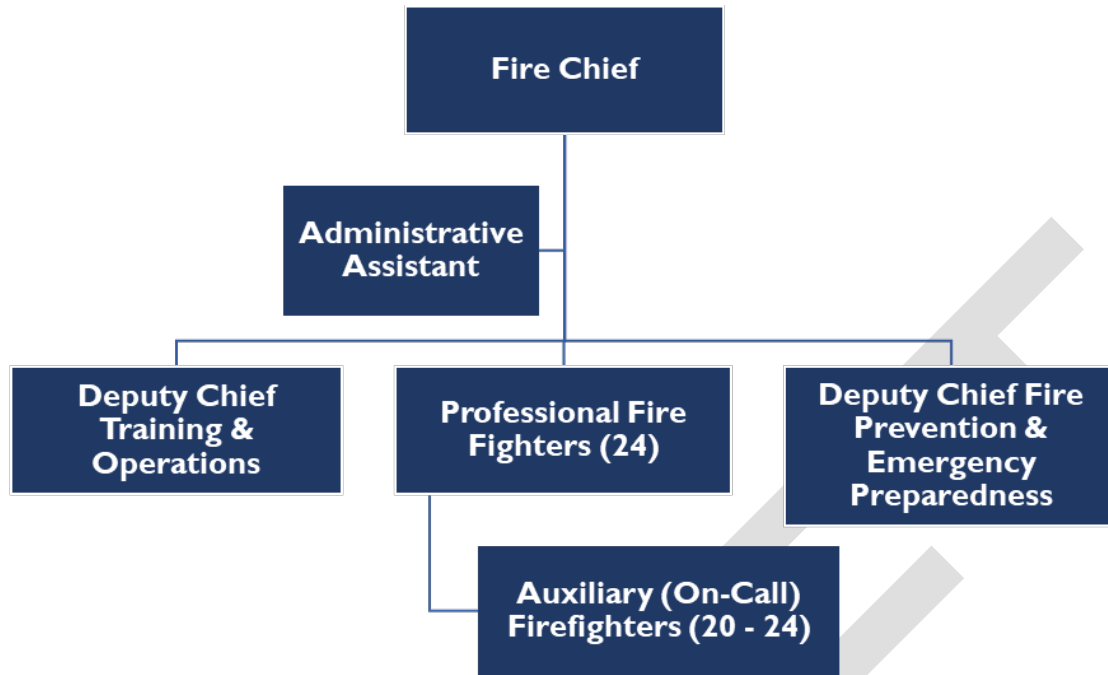 Fire Chief
Administrative
Assistant
Deputy Chief
Training &
Operations
Professional Fire
Fighters (24)
Deputy Chief Fire
Prevention &
Emergency
Preparedness
Auxiliary (On-Call)
Firefighters (20 - 24)